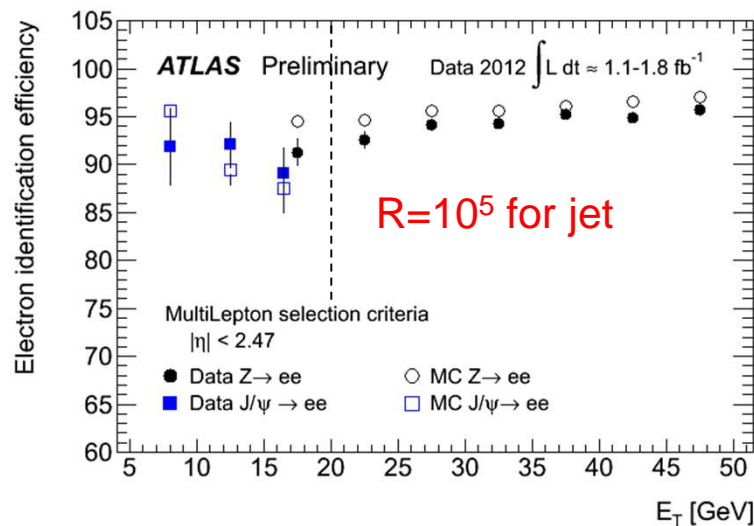 Electron identification efficiency
105
100
95
90
85
80
75
70
65
60
ATLAS Preliminary
Data 2012 ∫L dt ≈ 1.1-1.8 fb⁻¹
R=10⁵ for jet
MultiLepton selection criteria
|η| < 2.47
Data Z→ ee
MC Z→ ee
Data J/ψ → ee
MC J/ψ→ ee
5 10 15 20 25 30 35 40 45 50
E_T [GeV]